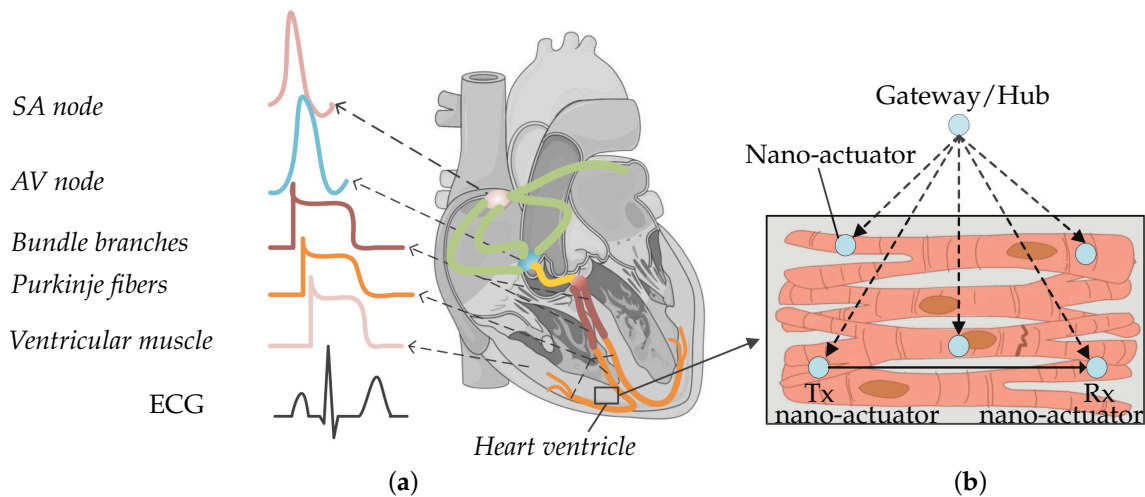 SA node
AV node
Bundle branches
Purkinje fibers
Ventricular muscle
ECG
Heart ventricle
(a)
Gateway/Hub
Nano-actuator
Tx
nano-actuator
Rx
nano-actuator
(b)